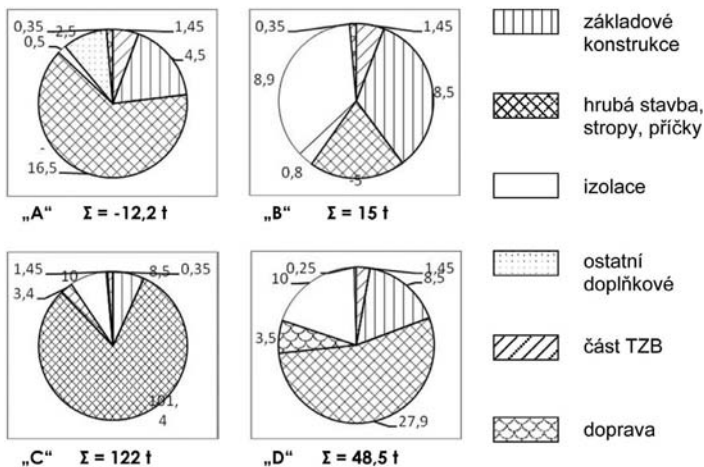 0,35
2,5
1,45
0,5
4,5
-
16,5
„A“ Σ = -12,2 t
0,35
1,45
8,9
8,5
0,8
-5
„B“ Σ = 15 t
1,45
10
8,5
0,35
3,4
101,
4
„C“ Σ = 122 t
0,25
1,45
10
8,5
3,5
27,9
„D“ Σ = 48,5 t
základové
konstrukce
hrubá stavba,
stropy, příčky
izolace
ostatní
doplňkové
část TZB
doprava